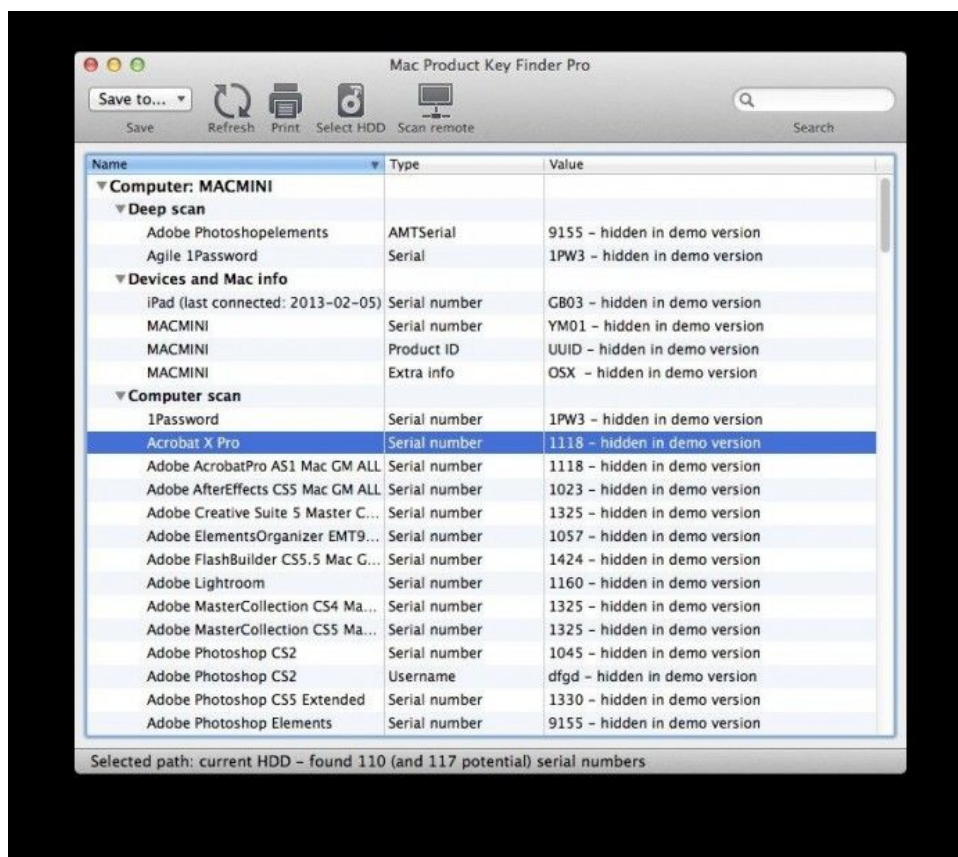 Mac Product Key Finder Pro
Save to...
Save Refresh Print Select HDD Scan remote Search
Name Type Value
Computer: MACMINI
Deep scan
Adobe Photoshopelements AMTSerial 9155 – hidden in demo version
Agile 1Password Serial 1PW3 – hidden in demo version
Devices and Mac info
iPad (last connected: 2013-02-05) Serial number GB03 – hidden in demo version
MACMINI Serial number YM01 – hidden in demo version
MACMINI Product ID UUID – hidden in demo version
MACMINI Extra info OSX – hidden in demo version
Computer scan
1Password Serial number 1PW3 – hidden in demo version
Acrobat X Pro Serial number 1118 – hidden in demo version
Adobe AcrobatPro AS1 Mac GM ALL Serial number 1118 – hidden in demo version
Adobe AfterEffects CS5 Mac GM ALL Serial number 1023 – hidden in demo version
Adobe Creative Suite 5 Master C... Serial number 1325 – hidden in demo version
Adobe ElementsOrganizer EMT9... Serial number 1057 – hidden in demo version
Adobe FlashBuilder CS5.5 Mac G... Serial number 1424 – hidden in demo version
Adobe Lightroom Serial number 1160 – hidden in demo version
Adobe MasterCollection CS4 Ma... Serial number 1325 – hidden in demo version
Adobe MasterCollection CS5 Ma... Serial number 1325 – hidden in demo version
Adobe Photoshop CS2 Serial number 1045 – hidden in demo version
Adobe Photoshop CS2 Username dfgd – hidden in demo version
Adobe Photoshop CS5 Extended Serial number 1330 – hidden in demo version
Adobe Photoshop Elements Serial number 9155 – hidden in demo version
Selected path: current HDD – found 110 (and 117 potential) serial numbers